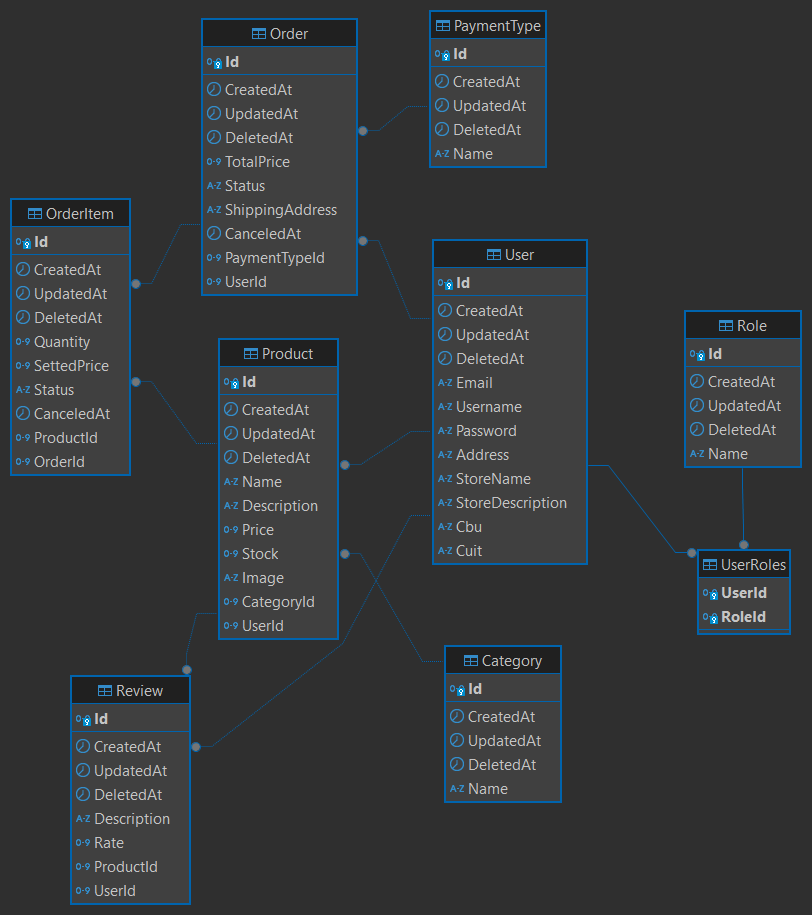 Order
Id
CreatedAt
UpdatedAt
DeletedAt
TotalPrice
Status
ShippingAddress
CanceledAt
PaymentTypeId
UserId
PaymentType
Id
CreatedAt
UpdatedAt
DeletedAt
Name
OrderItem
Id
CreatedAt
UpdatedAt
DeletedAt
Quantity
SettedPrice
Status
CanceledAt
ProductId
OrderId
User
Id
CreatedAt
UpdatedAt
DeletedAt
Email
Username
Password
Address
StoreName
StoreDescription
Cbu
Cuit
Role
Id
CreatedAt
UpdatedAt
DeletedAt
Name
Product
Id
CreatedAt
UpdatedAt
DeletedAt
Name
Description
Price
Stock
Image
CategoryId
UserId
UserRoles
UserId
RoleId
Category
Id
CreatedAt
UpdatedAt
DeletedAt
Name
Review
Id
CreatedAt
UpdatedAt
DeletedAt
Description
Rate
ProductId
UserId